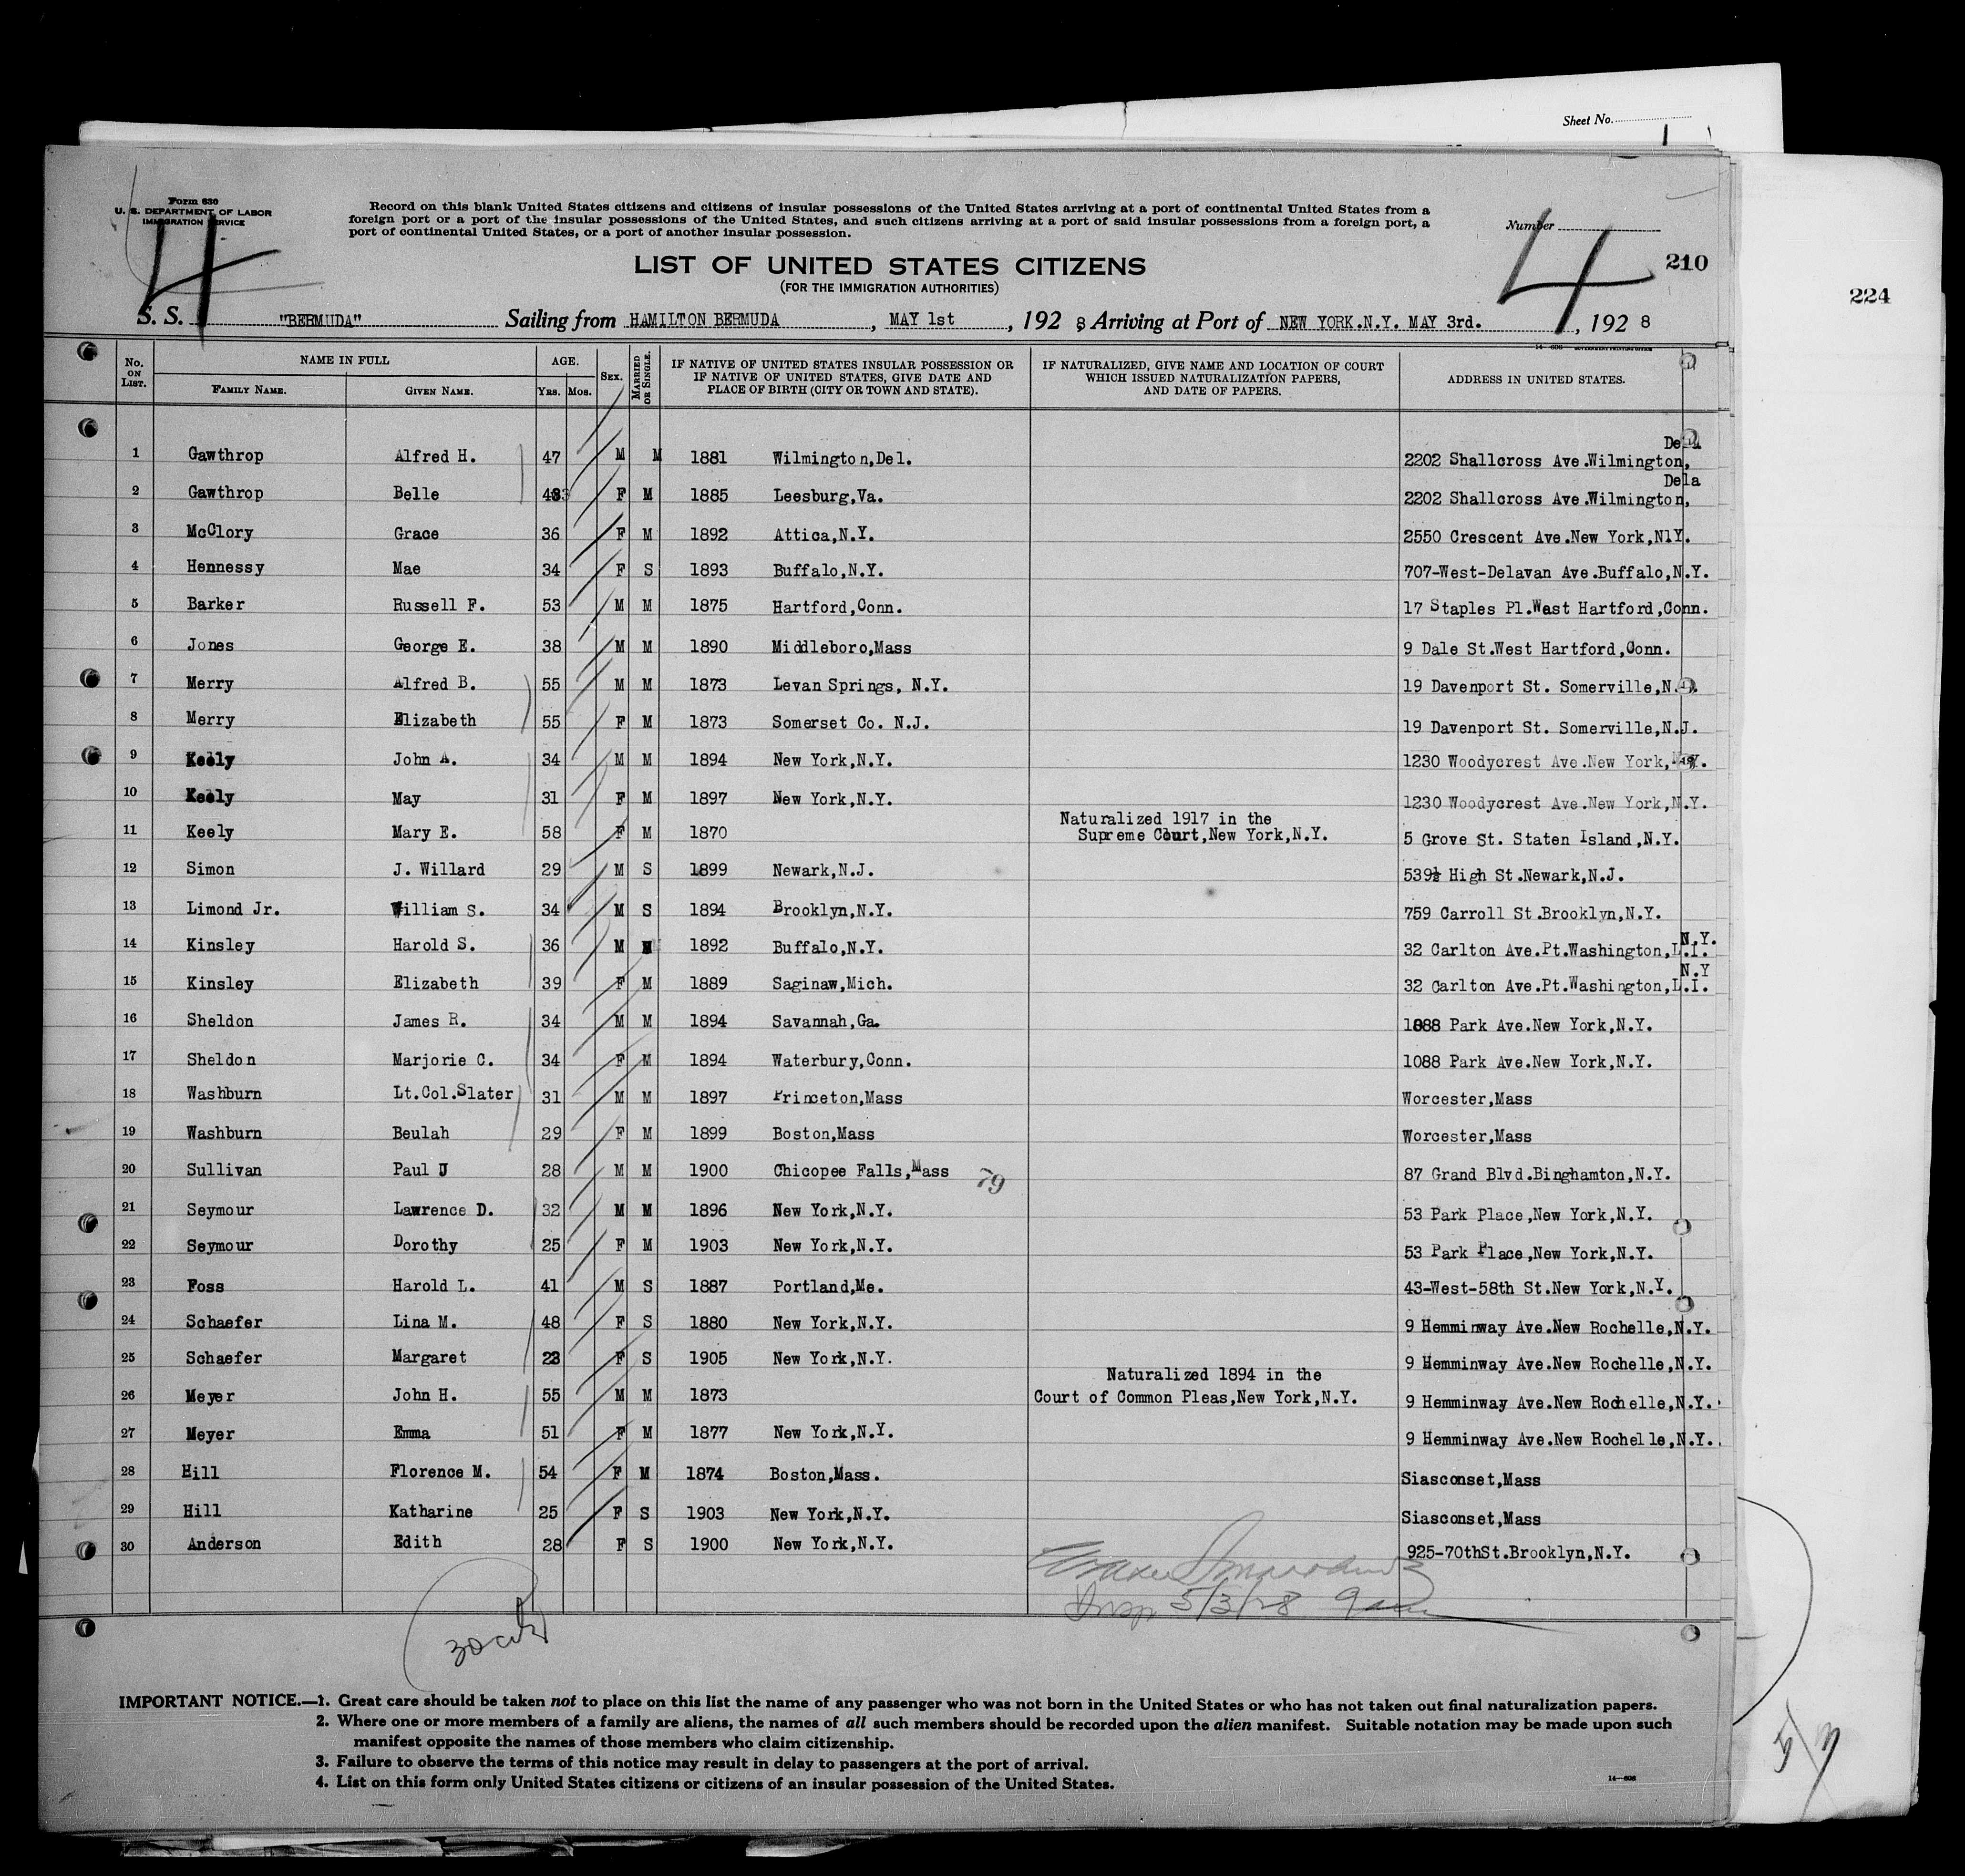 Sheet No.
Form 630
U. S. DEPARTMENT OF LABOR
IMMIGRATION SERVICE
Record on this blank United States citizens and citizens of insular possessions of the United States arriving at a port of continental United States from a
foreign port or a port of the insular possessions of the United States, and such citizens arriving at a port of said insular possessions from a foreign port, a
port of continental United States, or a port of another insular possession.
Number
4
4
210
224
LIST OF UNITED STATES CITIZENS
(FOR THE IMMIGRATION AUTHORITIES)
S. S. "BERMUDA" Sailing from HAMILTON BERMUDA, MAY 1st, 1928 Arriving at Port of NEW YORK.N.Y. MAY 3rd., 1928
No. ON LIST. NAME IN FULL FAMILY NAME. GIVEN NAME. AGE. YRS. MOS. SEX. MARRIED OR SINGLE. IF NATIVE OF UNITED STATES INSULAR POSSESSION OR IF NATIVE OF UNITED STATES, GIVE DATE AND PLACE OF BIRTH (CITY OR TOWN AND STATE). IF NATURALIZED, GIVE NAME AND LOCATION OF COURT WHICH ISSUED NATURALIZATION PAPERS, AND DATE OF PAPERS. ADDRESS IN UNITED STATES.
1 Gawthrop Alfred H. 47 M M 1881 Wilmington,Del. 2202 Shallcross Ave.Wilmington, Dela
2 Gawthrop Belle 43 F M 1885 Leesburg,Va. 2202 Shallcross Ave.Wilmington, Dela
3 McClory Grace 36 F M 1892 Attica,N.Y. 2550 Crescent Ave.New York,NlY.
4 Hennessy Mae 34 F S 1893 Buffalo,N.Y. 707-West-Delavan Ave.Buffalo,N.Y.
5 Barker Russell F. 53 M M 1875 Hartford,Conn. 17 Staples Pl.West Hartford,Conn.
6 Jones George E. 38 M M 1890 Middleboro,Mass 9 Dale St.West Hartford,Conn.
7 Merry Alfred B. 55 M M 1873 Levan Springs, N.Y. 19 Davenport St. Somerville,N.J.
8 Merry Elizabeth 55 F M 1873 Somerset Co. N.J. 19 Davenport St. Somerville,N.J.
9 Keely John A. 34 M M 1894 New York,N.Y. 1230 Woodycrest Ave.New York,N.Y.
10 Keely May 31 F M 1897 New York,N.Y. 1230 Woodycrest Ave.New York,N.Y.
11 Keely Mary E. 58 F M 1870 Naturalized 1917 in the Supreme Court,New York,N.Y. 5 Grove St. Staten Island,N.Y.
12 Simon J. Willard 29 M S 1899 Newark,N.J. 539½ High St.Newark,N.J.
13 Limond Jr. William S. 34 M S 1894 Brooklyn,N.Y. 759 Carroll St.Brooklyn,N.Y.
14 Kinsley Harold S. 36 M M 1892 Buffalo,N.Y. 32 Carlton Ave.Pt.Washington,L.I. N.Y.
15 Kinsley Elizabeth 39 F M 1889 Saginaw,Mich. 32 Carlton Ave.Pt.Washington,L.I. N.Y
16 Sheldon James R. 34 M M 1894 Savannah,Ga. 1088 Park Ave.New York,N.Y.
17 Sheldon Marjorie C. 34 F M 1894 Waterbury,Conn. 1088 Park Ave.New York,N.Y.
18 Washburn Lt.Col.Slater 31 M M 1897 Princeton,Mass Worcester,Mass
19 Washburn Beulah 29 F M 1899 Boston,Mass Worcester,Mass
20 Sullivan Paul J 28 M M 1900 Chicopee Falls,Mass 79 87 Grand Blvd.Binghamton,N.Y.
21 Seymour Lawrence D. 32 M M 1896 New York,N.Y. 53 Park Place,New York,N.Y.
22 Seymour Dorothy 25 F M 1903 New York,N.Y. 53 Park Place,New York,N.Y.
23 Foss Harold L. 41 M S 1887 Portland,Me. 43-West-58th St.New York,N.Y.
24 Schaefer Lina M. 48 F S 1880 New York,N.Y. 9 Hemminway Ave.New Rochelle,N.Y.
25 Schaefer Margaret 23 F S 1905 New York,N.Y. 9 Hemminway Ave.New Rochelle,N.Y.
26 Meyer John H. 55 M M 1873 Naturalized 1894 in the Court of Common Pleas,New York,N.Y. 9 Hemminway Ave.New Rochelle,N.Y.
27 Meyer Emma 51 F M 1877 New York,N.Y. 9 Hemminway Ave.New Rochelle,N.Y.
28 Hill Florence M. 54 F M 1874 Boston,Mass. Siasconset,Mass
29 Hill Katharine 25 F S 1903 New York,N.Y. Siasconset,Mass
30 Anderson Edith 28 F S 1900 New York,N.Y. 925-70thSt.Brooklyn,N.Y.
Insp 5/3/28
30
IMPORTANT NOTICE.—1. Great care should be taken not to place on this list the name of any passenger who was not born in the United States or who has not taken out final naturalization papers.
2. Where one or more members of a family are aliens, the names of all such members should be recorded upon the alien manifest. Suitable notation may be made upon such
manifest opposite the names of those members who claim citizenship.
3. Failure to observe the terms of this notice may result in delay to passengers at the port of arrival.
4. List on this form only United States citizens or citizens of an insular possession of the United States.
14—608